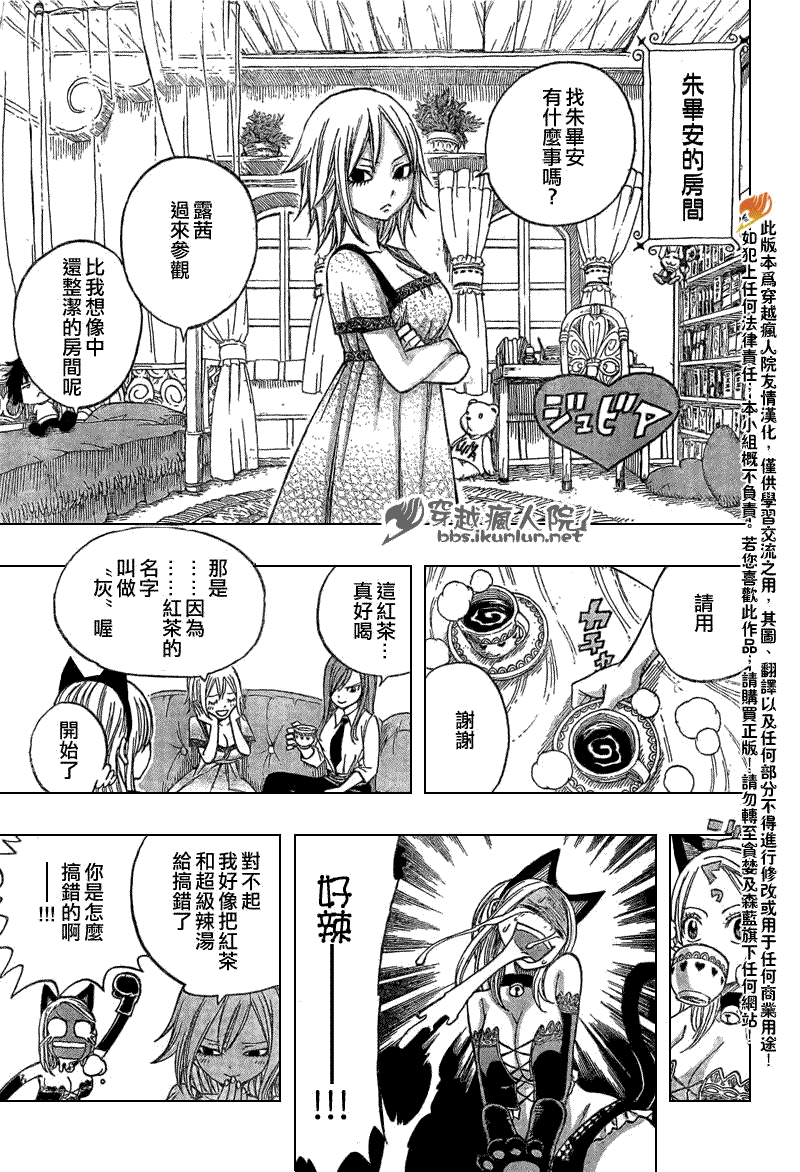 朱畢安的房間
找朱畢安
有什麼事嗎？
露茜
過來參觀
比我想像中
還整潔的房間呢
ジュビア
穿越瘋人院
bbs.ikunlun.net
請用
カチャ
謝謝
這紅茶…
真好喝
那是
……因為
……紅茶的
名字
叫做
“灰”喔
開始了
好辣——!!!
對不起
我好像把紅茶
和超級辣湯
給搞錯了
你是怎麼
搞錯的啊
——!!!
此版本爲穿越瘋人院友情漢化，僅供學習交流之用，其圖、翻譯以及任何部分不得進行修改或用于任何商業用途！
如犯上任何法律責任…本小組概不負責。若您喜歡此作品…請購買正版！請勿轉至貪婪及森藍旗下任何網站！